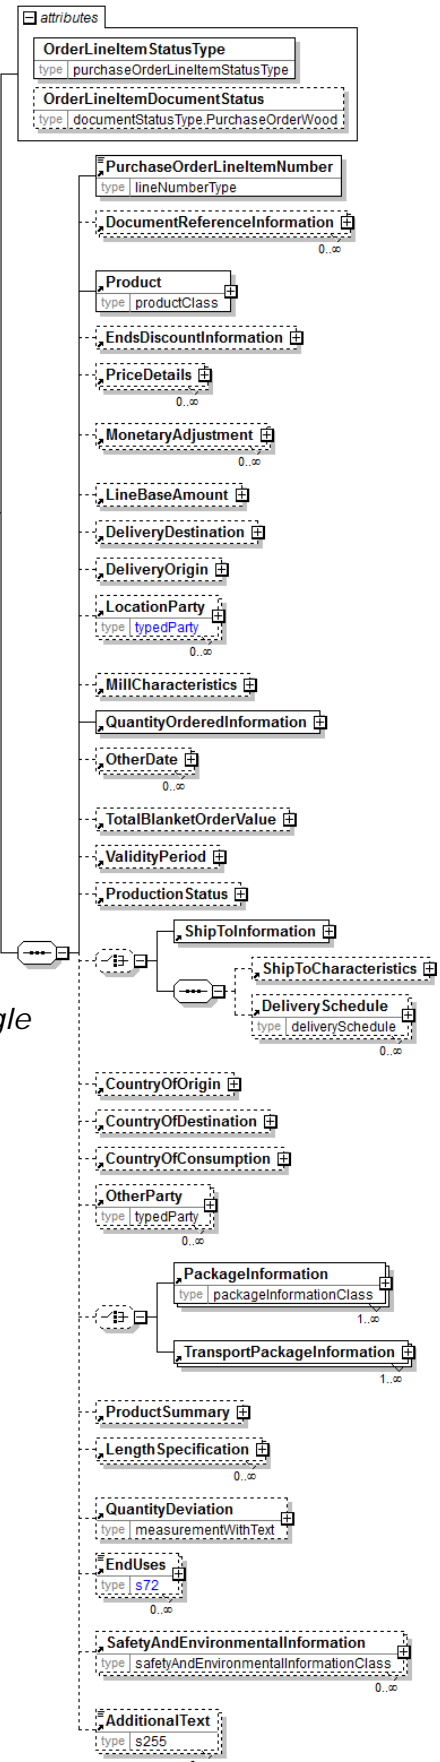 attributes
OrderLineItemStatusType
type purchaseOrderLineItemStatusType
OrderLineItemDocumentStatus
type documentStatusType.PurchaseOrderWood
PurchaseOrderLineItemNumber
type lineNumberType
DocumentReferenceInformation
0..∞
Product
type productClass
EndsDiscountInformation
PriceDetails
0..∞
MonetaryAdjustment
0..∞
LineBaseAmount
DeliveryDestination
DeliveryOrigin
LocationParty
type typedParty
0..∞
MillCharacteristics
QuantityOrderedInformation
OtherDate
0..∞
TotalBlanketOrderValue
ValidityPeriod
ProductionStatus
ShipToInformation
ShipToCharacteristics
DeliverySchedule
type deliverySchedule
gle
0..∞
CountryOfOrigin
CountryOfDestination
CountryOfConsumption
OtherParty
type typedParty
0..∞
PackageInformation
type packageInformationClass
1..∞
TransportPackageInformation
1..∞
ProductSummary
LengthSpecification
0..∞
QuantityDeviation
type measurementWithText
EndUses
type s72
0..∞
SafetyAndEnvironmentalInformation
type safetyAndEnvironmentalInformationClass
0..∞
AdditionalText
type s255